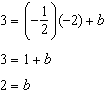 3 = (-1/2)(-2) + b
3 = 1 + b
2 = b